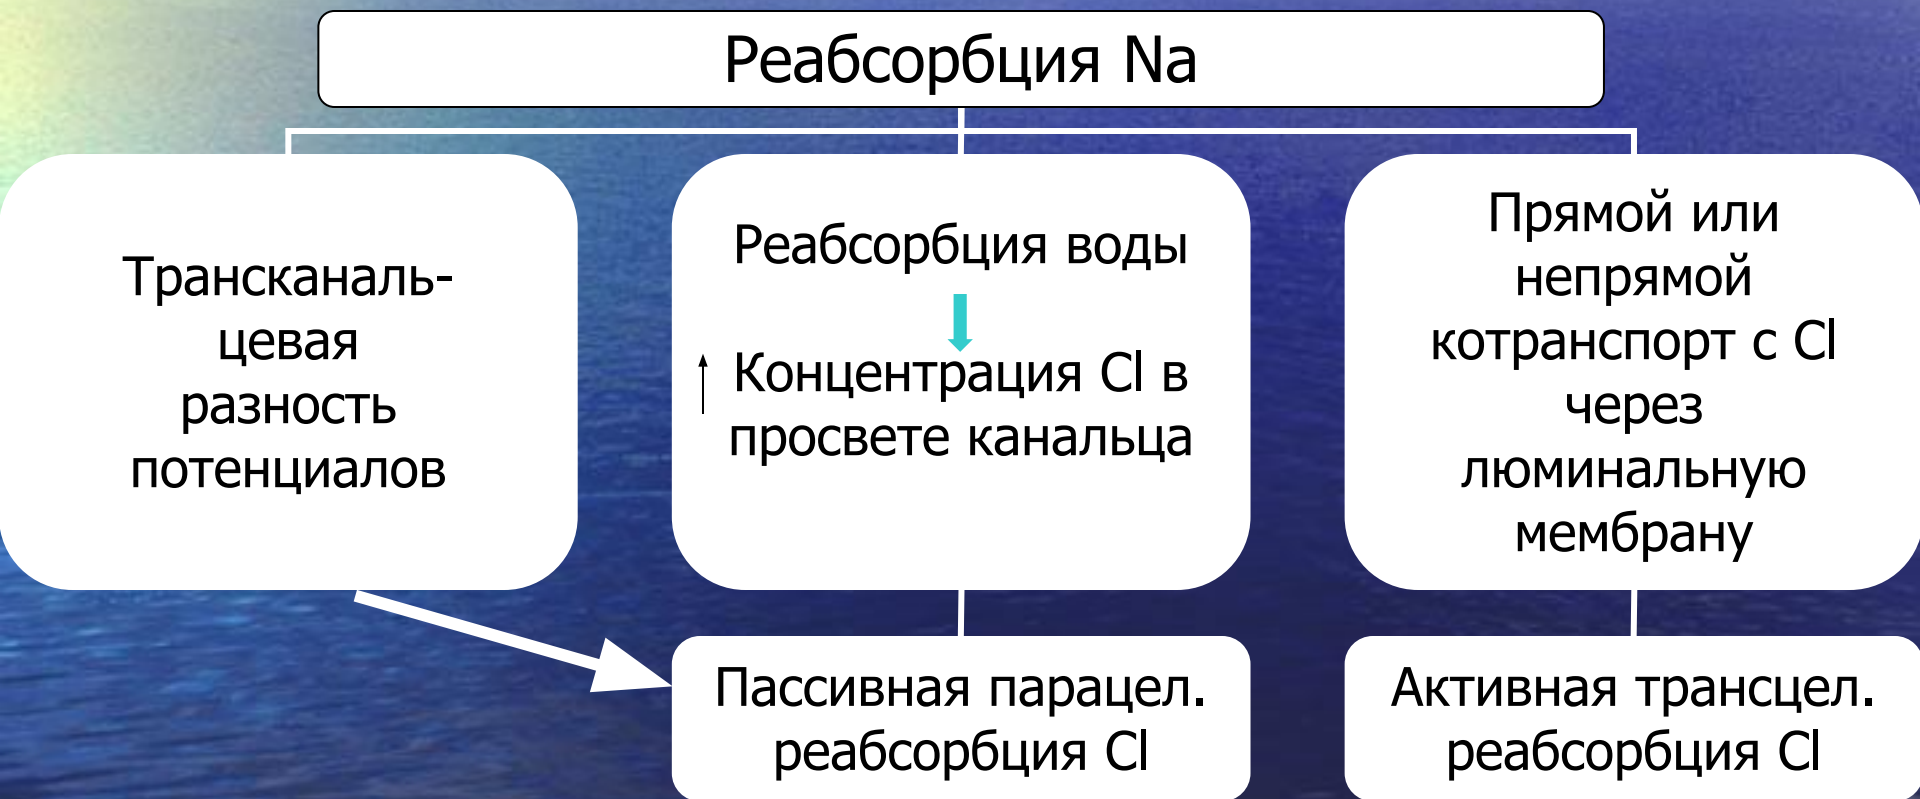 Реабсорбция Na
Трансканаль-
цевая
разность
потенциалов
Реабсорбция воды
Концентрация Cl в
просвете канальца
Прямой или
непрямой
котранспорт с Cl
через
люминальную
мембрану
Пассивная парацел.
реабсорбция Cl
Активная трансцел.
реабсорбция Cl